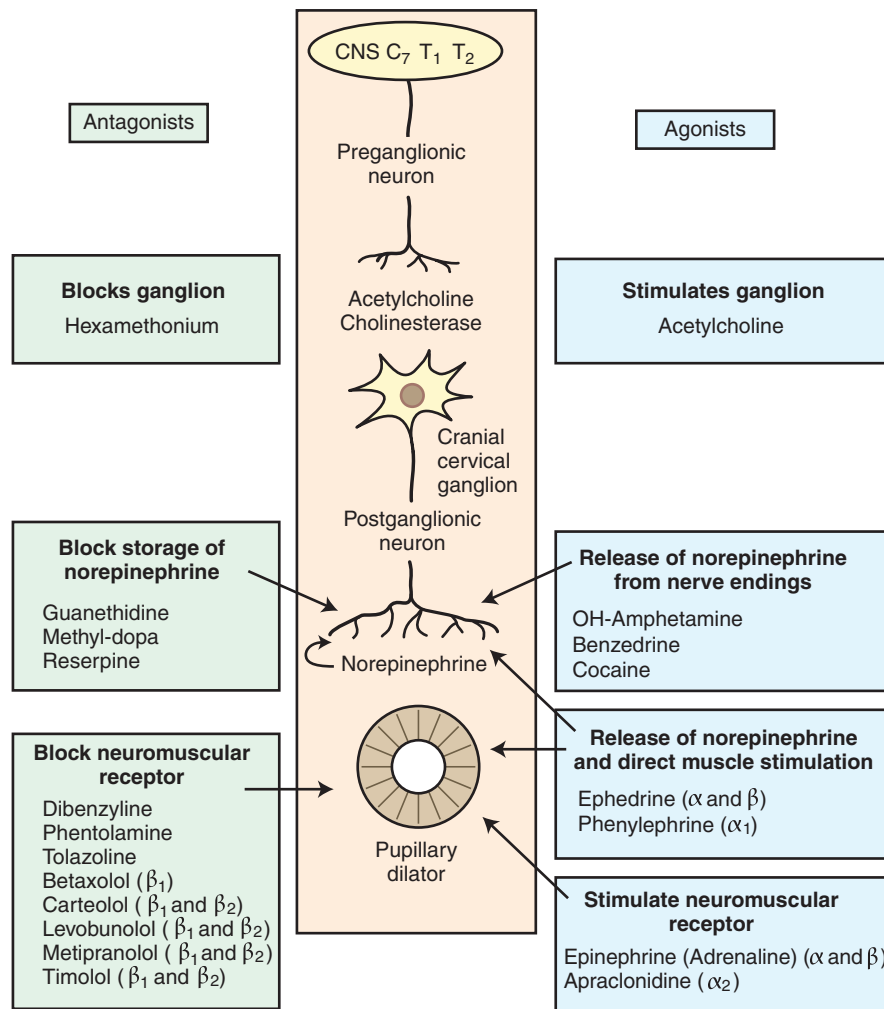 CNS C₇ T₁ T₂
Antagonists
Agonists
Preganglionic
neuron
Blocks ganglion
Hexamethonium
Acetylcholine
Cholinesterase
Stimulates ganglion
Acetylcholine
Cranial
cervical
ganglion
Postganglionic
neuron
Block storage of
norepinephrine
Guanethidine
Methyl-dopa
Reserpine
Norepinephrine
Release of norepinephrine
from nerve endings
OH-Amphetamine
Benzedrine
Cocaine
Block neuromuscular
receptor
Dibenzyline
Phentolamine
Tolazoline
Betaxolol (β₁)
Carteolol (β₁ and β₂)
Levobunolol (β₁ and β₂)
Metipranolol (β₁ and β₂)
Timolol (β₁ and β₂)
Pupillary
dilator
Release of norepinephrine
and direct muscle stimulation
Ephedrine (α and β)
Phenylephrine (α₁)
Stimulate neuromuscular
receptor
Epinephrine (Adrenaline) (α and β)
Apraclonidine (α₂)